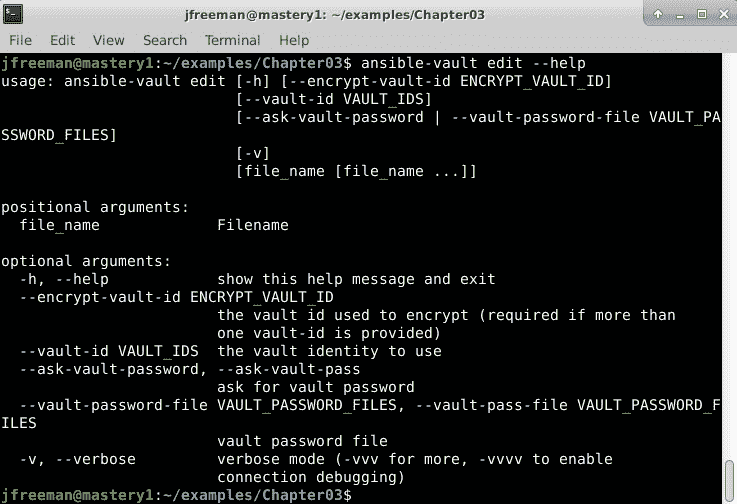 jfreeman@mastery1: ~/examples/Chapter03
File Edit View Search Terminal Help
jfreeman@mastery1:~/examples/Chapter03$ ansible-vault edit --help
usage: ansible-vault edit [-h] [--encrypt-vault-id ENCRYPT_VAULT_ID]
[--vault-id VAULT_IDS]
[--ask-vault-password | --vault-password-file VAULT_PA
SSWORD_FILES]
[-v]
[file_name [file_name ...]]
positional arguments:
file_name Filename
optional arguments:
-h, --help show this help message and exit
--encrypt-vault-id ENCRYPT_VAULT_ID
the vault id used to encrypt (required if more than
one vault-id is provided)
--vault-id VAULT_IDS the vault identity to use
--ask-vault-password, --ask-vault-pass
ask for vault password
--vault-password-file VAULT_PASSWORD_FILES, --vault-pass-file VAULT_PASSWORD_F
ILES
vault password file
-v, --verbose verbose mode (-vvv for more, -vvvv to enable
connection debugging)
jfreeman@mastery1:~/examples/Chapter03$